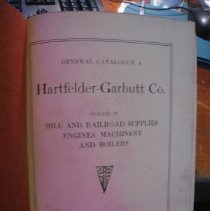 GENERAL CATALOGUE A
Hartfelder-Garbutt Co.
DEALERS IN
MILL AND RAILROAD SUPPLIES
ENGINES, MACHINERY
AND BOILERS